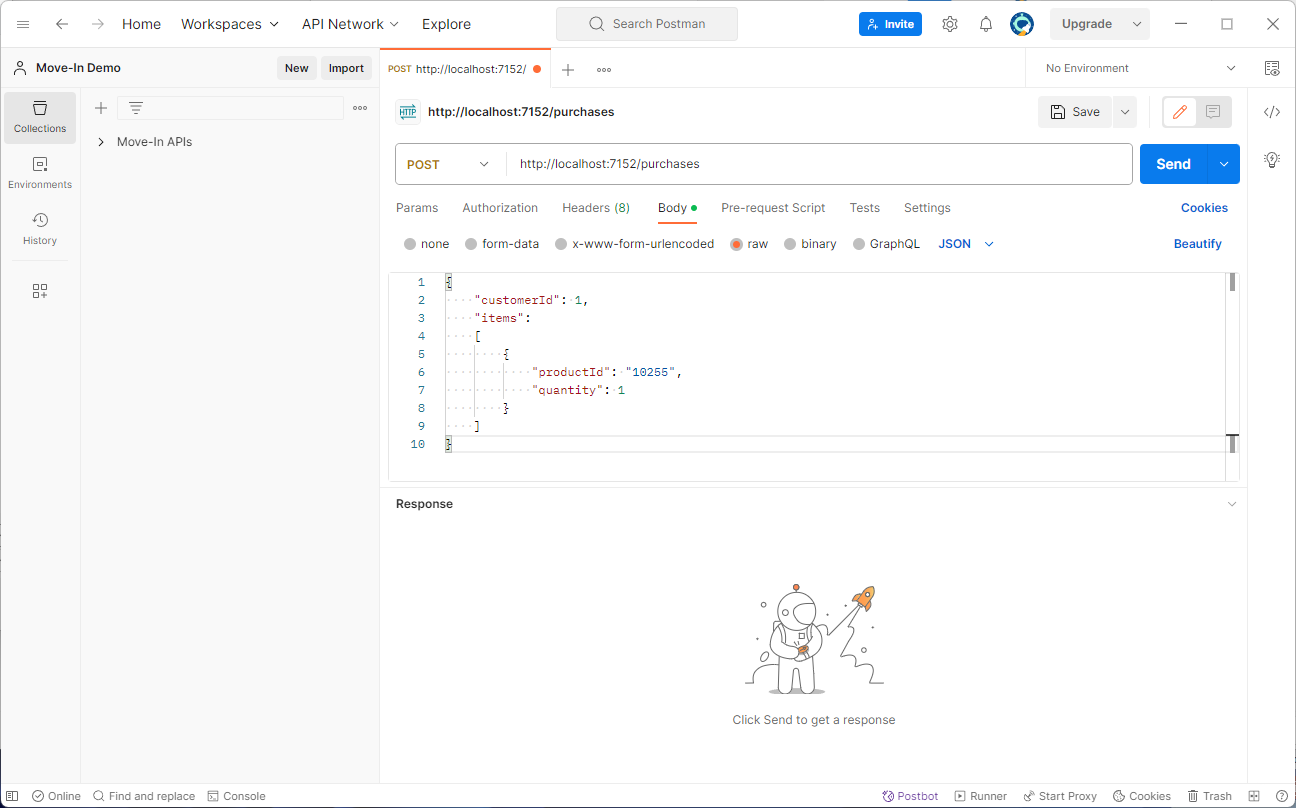 Home Workspaces API Network Explore Search Postman Invite Upgrade
Move-In Demo New Import POST http://localhost:7152/ No Environment
Collections
Environments
History
Move-In APIs
HTTP http://localhost:7152/purchases Save
POST http://localhost:7152/purchases Send
Params Authorization Headers (8) Body Pre-request Script Tests Settings Cookies
none form-data x-www-form-urlencoded raw binary GraphQL JSON Beautify
1 {
2 "customerId": 1,
3 "items":
4 [
5 {
6 "productId": "10255",
7 "quantity": 1
8 }
9 ]
10 }
Response
Click Send to get a response
Online Find and replace Console Postbot Runner Start Proxy Cookies Trash